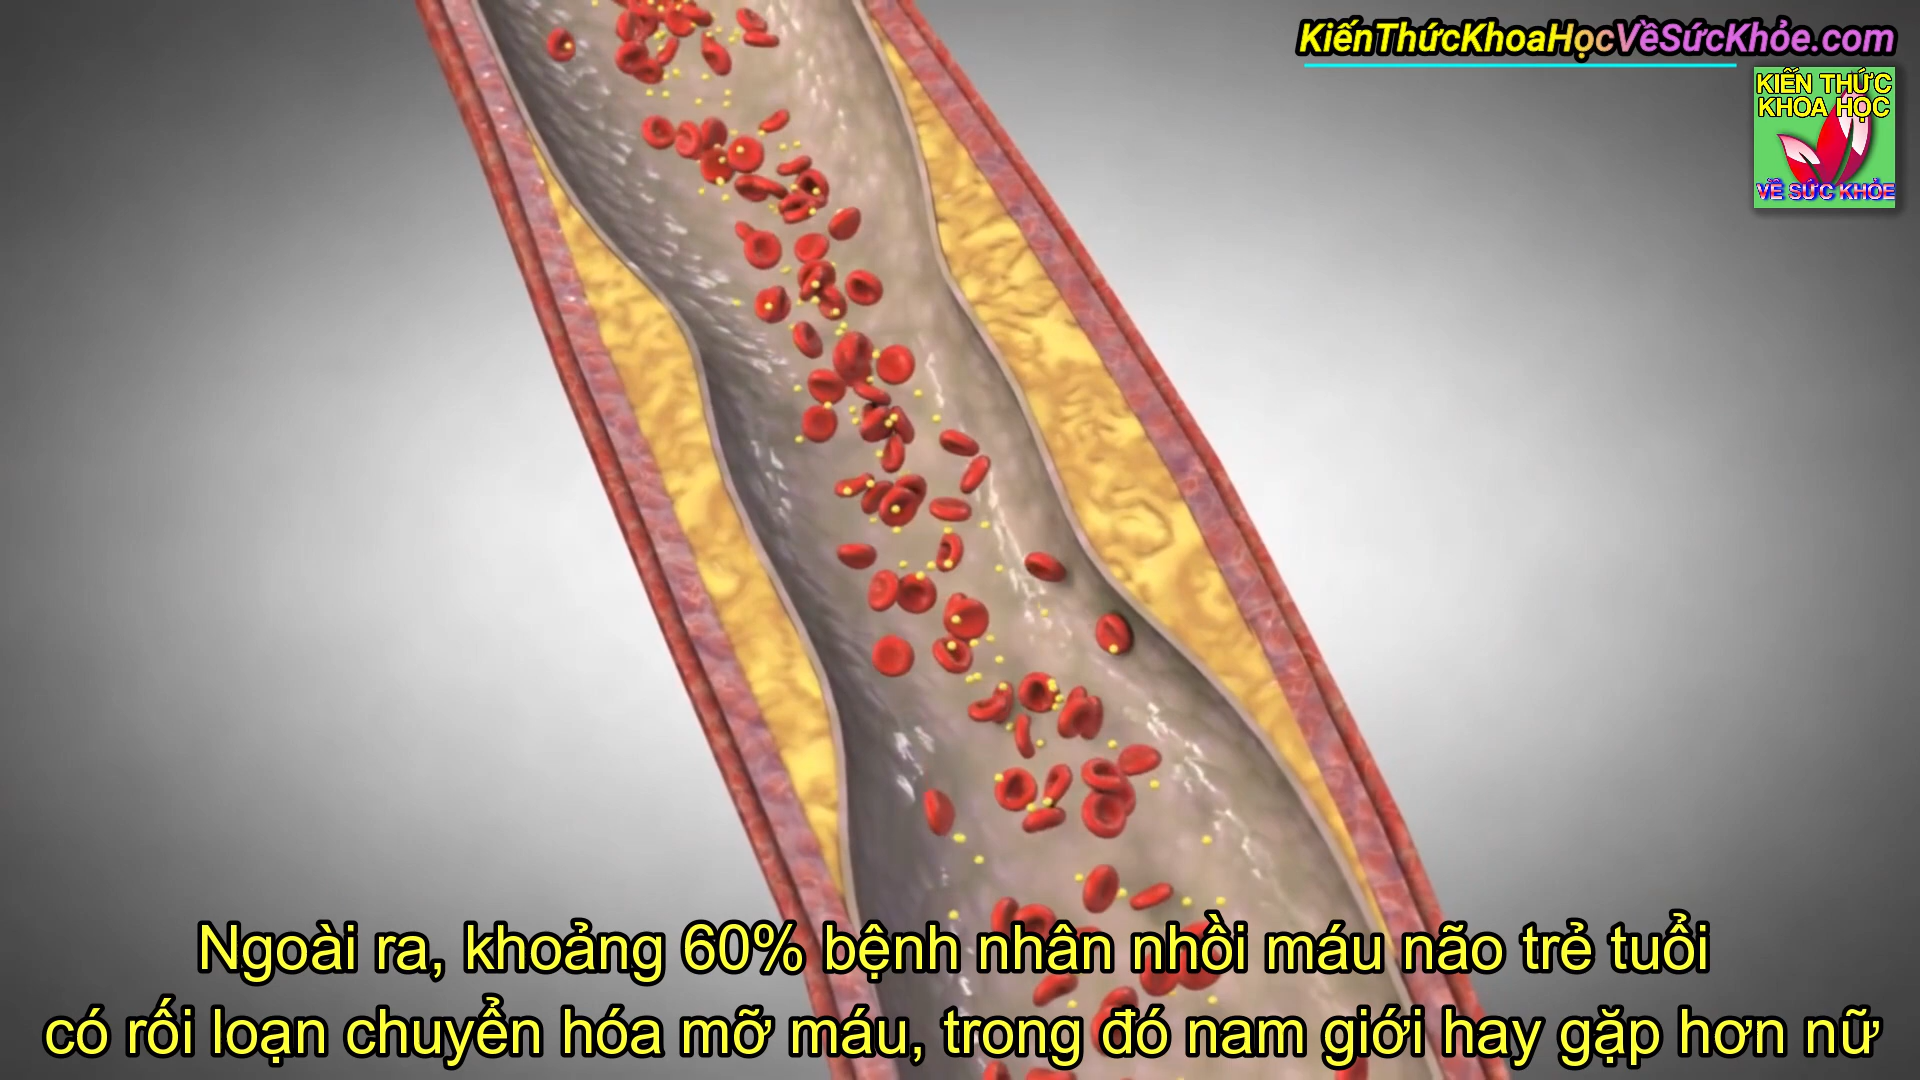 KiếnThứcKhoaHọcVềSứcKhỏe.com
KIẾN THỨC
KHOA HỌC
VỀ SỨC KHỎE
Ngoài ra, khoảng 60% bệnh nhân nhồi máu não trẻ tuổi
có rối loạn chuyển hóa mỡ máu, trong đó nam giới hay gặp hơn nữ